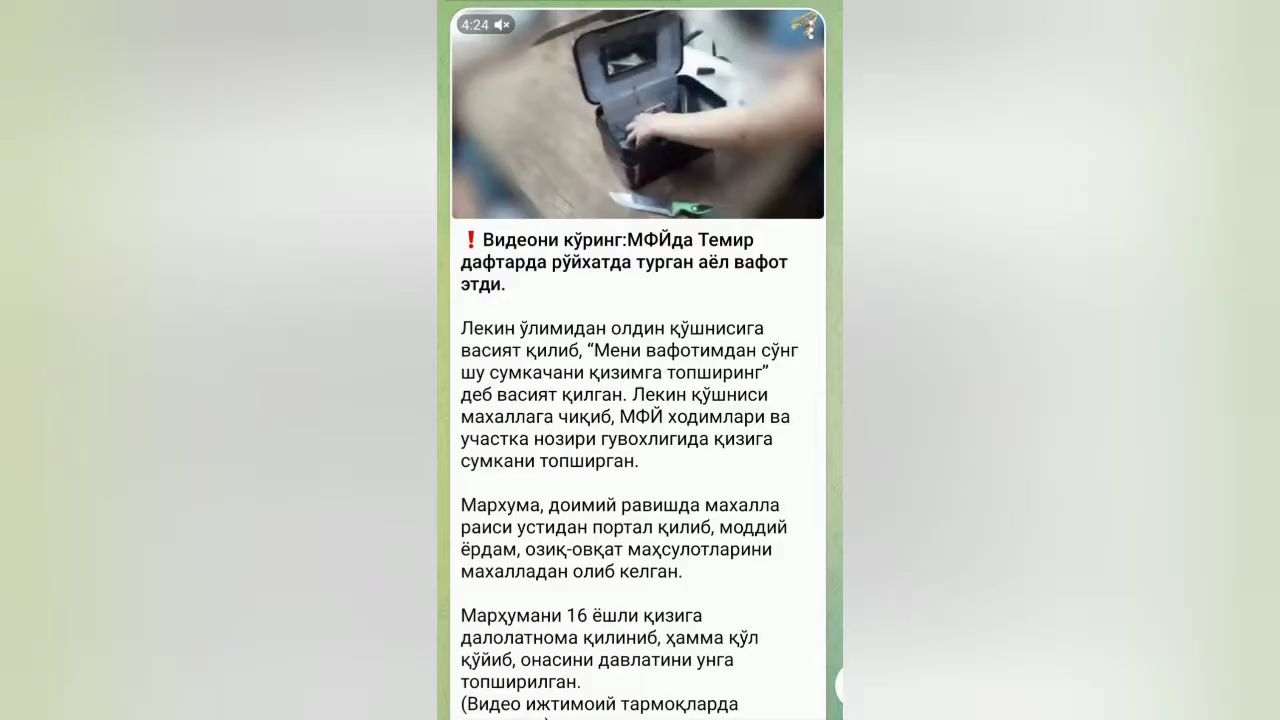 4:24
❗Видеони кўринг:МФЙда Темир
дафтарда рўйхатда турган аёл вафот
этди.
Лекин ўлимидан олдин қўшнисига
васият қилиб, “Мени вафотимдан сўнг
шу сумкачани қизимга топширинг”
деб васият қилган. Лекин қўшниси
махаллага чиқиб, МФЙ ходимлари ва
участка нозири гувохлигида қизига
сумкани топширган.
Мархума, доимий равишда махалла
раиси устидан портал қилиб, моддий
ёрдам, озиқ-овқат маҳсулотларини
махалладан олиб келган.
Марҳумани 16 ёшли қизига
далолатнома қилиниб, ҳамма қўл
қўйиб, онасини давлатини унга
топширилган.
(Видео ижтимоий тармоқларда